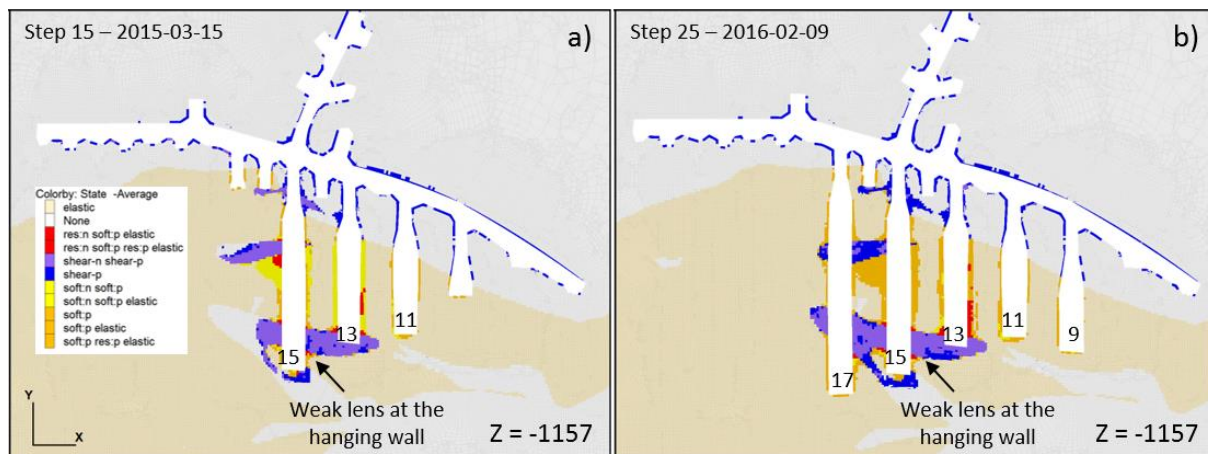 Step 15 – 2015-03-15
a)
Colorby: State -Average
elastic
None
res:n soft:p elastic
res:n soft:p res:p elastic
shear-n shear-p
shear-p
soft:n soft:p
soft:n soft:p elastic
soft:p
soft:p elastic
soft:p res:p elastic
11
13
15
Weak lens at the
hanging wall
Y
X
Z = -1157
Step 25 – 2016-02-09
b)
9
11
13
15
17
Weak lens at the
hanging wall
Z = -1157